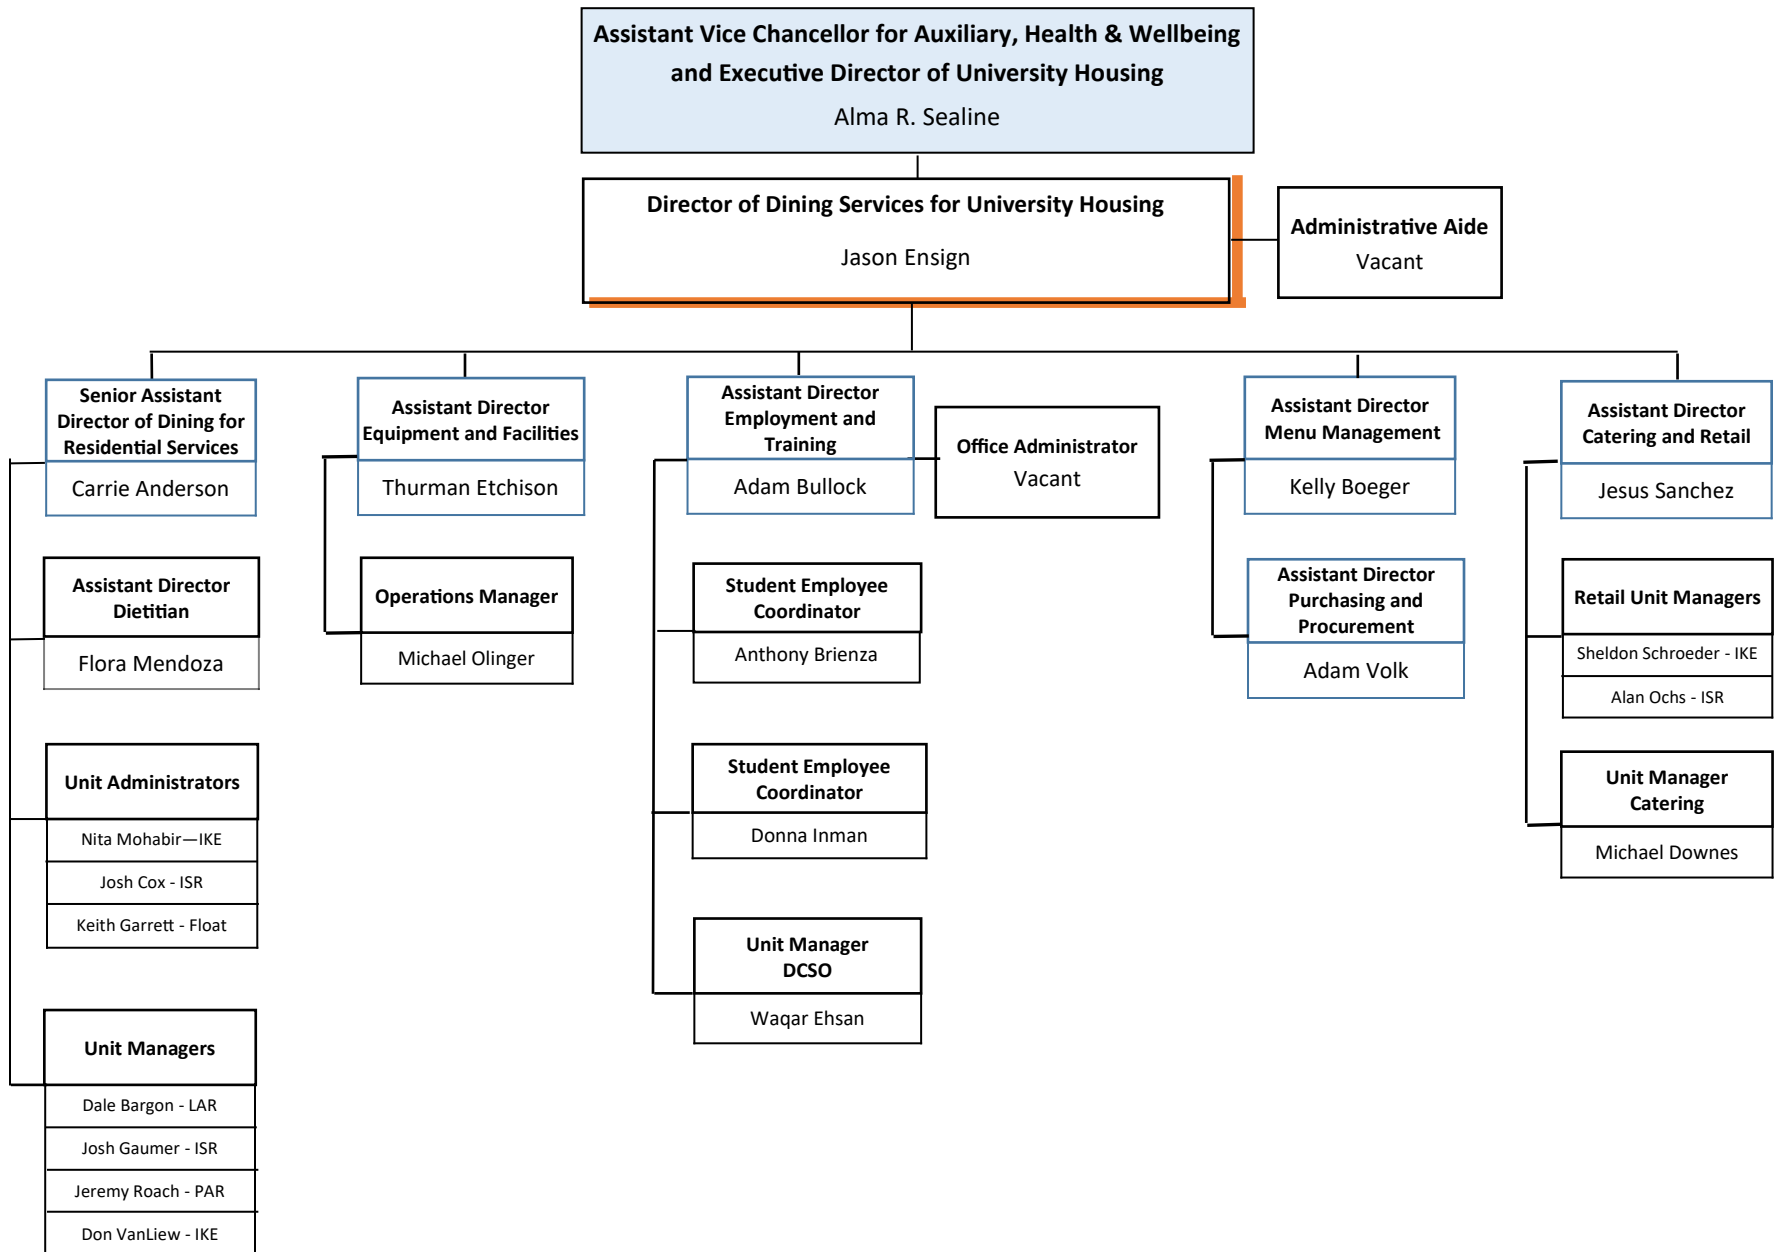 Assistant Vice Chancellor for Auxiliary, Health & Wellbeing
and Executive Director of University Housing
Alma R. Sealine
Director of Dining Services for University Housing
Jason Ensign
Administrative Aide
Vacant
Senior Assistant
Director of Dining for
Residential Services
Carrie Anderson
Assistant Director
Dietitian
Flora Mendoza
Unit Administrators
Nita Mohabir—IKE
Josh Cox - ISR
Keith Garrett - Float
Unit Managers
Dale Bargon - LAR
Josh Gaumer - ISR
Jeremy Roach - PAR
Don VanLiew - IKE
Assistant Director
Equipment and Facilities
Thurman Etchison
Operations Manager
Michael Olinger
Assistant Director
Employment and
Training
Adam Bullock
Office Administrator
Vacant
Student Employee
Coordinator
Anthony Brienza
Student Employee
Coordinator
Donna Inman
Unit Manager
DCSO
Waqar Ehsan
Assistant Director
Menu Management
Kelly Boeger
Assistant Director
Purchasing and
Procurement
Adam Volk
Assistant Director
Catering and Retail
Jesus Sanchez
Retail Unit Managers
Sheldon Schroeder - IKE
Alan Ochs - ISR
Unit Manager
Catering
Michael Downes